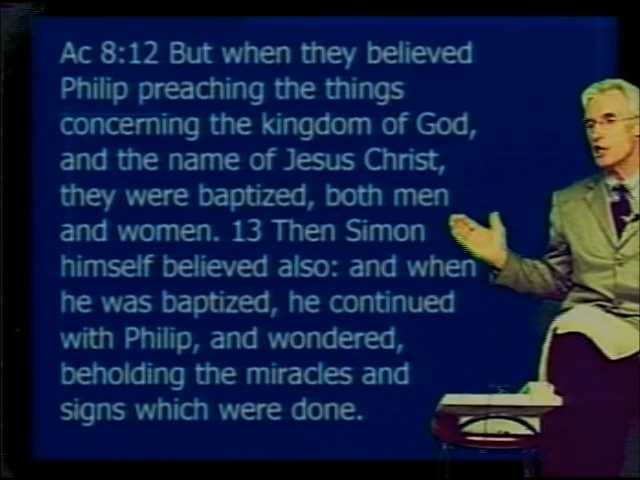 Ac 8:12 But when they believed
Philip preaching the things
concerning the kingdom of God,
and the name of Jesus Christ,
they were baptized, both men
and women. 13 Then Simon
himself believed also: and when
he was baptized, he continued
with Philip, and wondered,
beholding the miracles and
signs which were done.